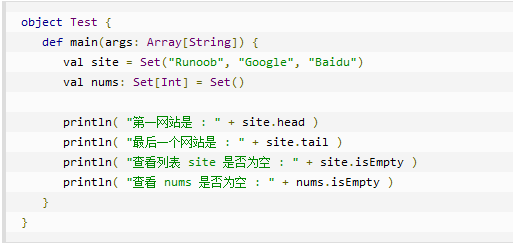 object Test {
   def main(args: Array[String]) {
      val site = Set("Runoob", "Google", "Baidu")
      val nums: Set[Int] = Set()

      println( "第一网站是 : " + site.head )
      println( "最后一个网站是 : " + site.tail )
      println( "查看列表 site 是否为空 : " + site.isEmpty )
      println( "查看 nums 是否为空 : " + nums.isEmpty )
   }
}